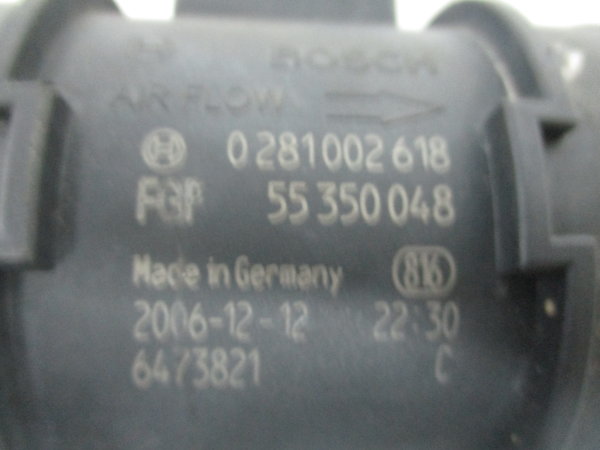 BOSCH
AIR FLOW
0 281 002 618
55 350 048
Made in Germany 816
2006-12-12 22:30
6473821 C